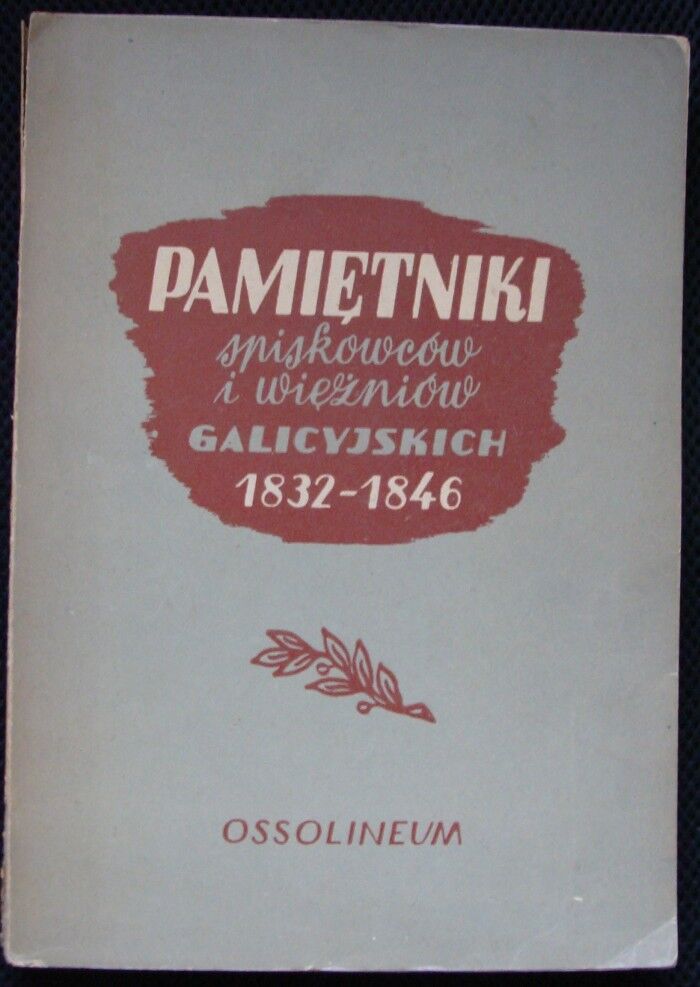 PAMIĘTNIKI
spiskowców
i więźniów
GALICYJSKICH
1832-1846
OSSOLINEUM